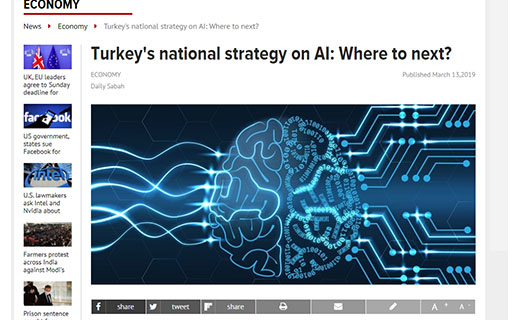 ECONOMY
News › Economy › Turkey's national strategy on AI: Where to next?
UK, EU leaders
agree to Sunday
deadline for
facebook
US government,
states sue
Facebook for
intel
U.S. lawmakers
ask Intel and
Nvidia about
Farmers protest
across India
against Modi's
Prison sentence
Turkey's national strategy on AI: Where to next?
ECONOMY
Published March 13,2019
Daily Sabah
f share tweet share A + A -